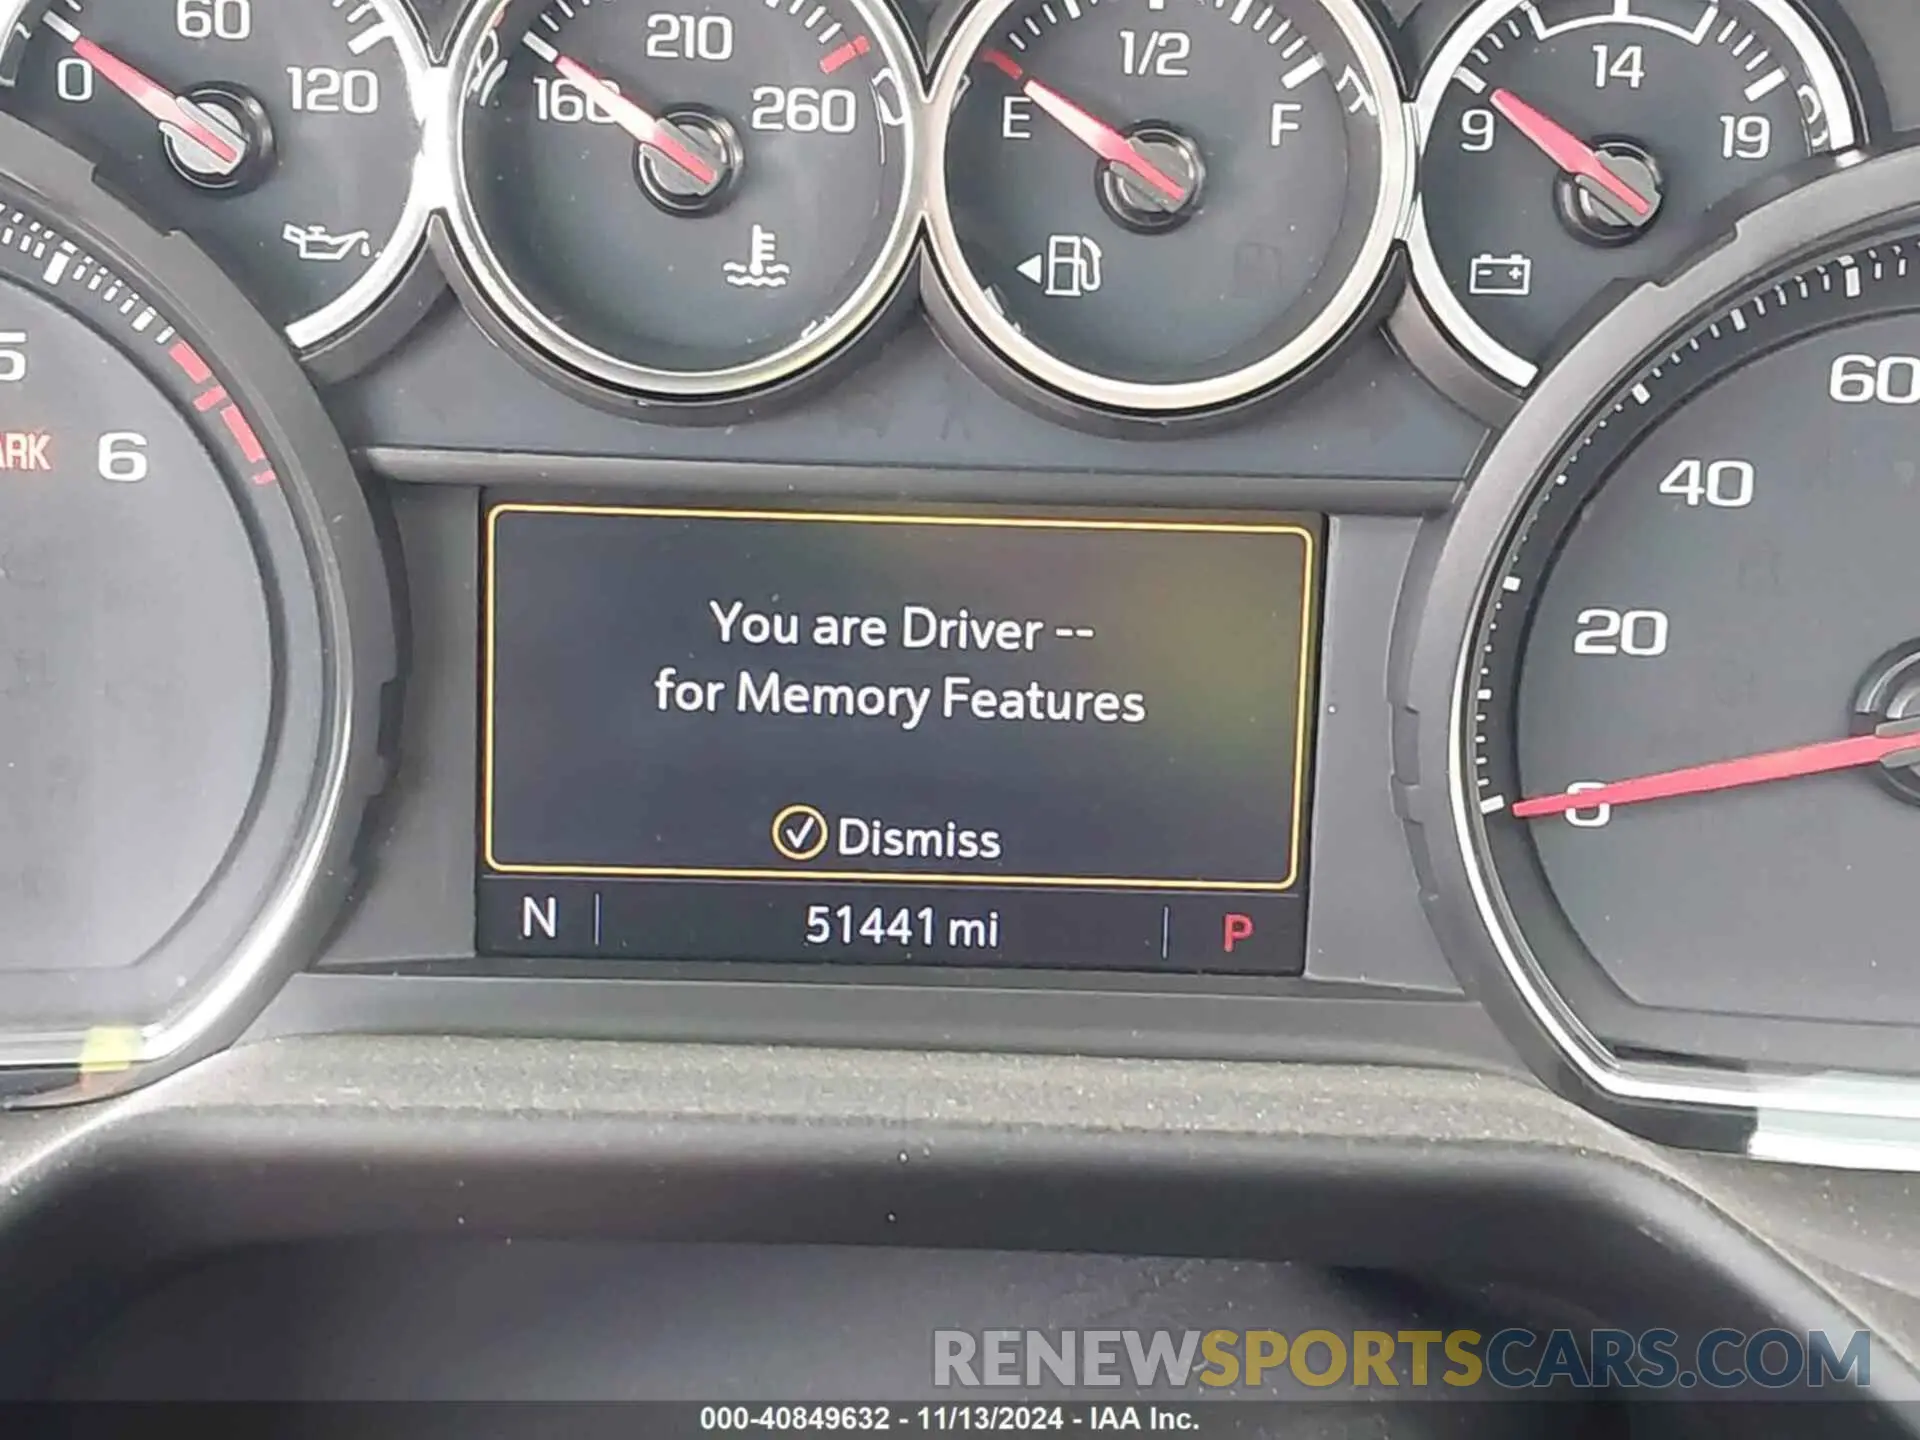 60
0
120
210
160
260
1/2
E
F
14
9
19
5
ARK
6
60
40
20
0
You are Driver --
for Memory Features
Dismiss
N
51441 mi
P
RENEWSPORTSCARS.COM
000-40849632 - 11/13/2024 - IAA Inc.